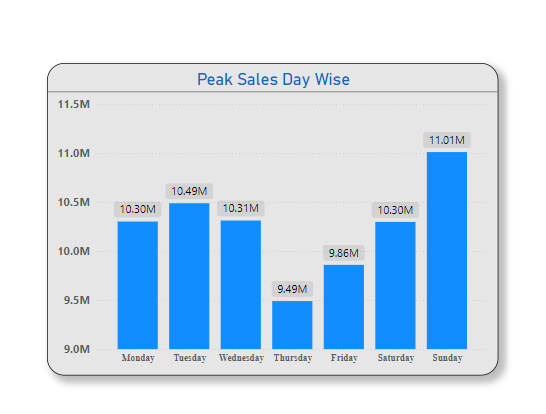 Peak Sales Day Wise
11.5M
11.0M
10.5M
10.0M
9.5M
9.0M
10.30M
10.49M
10.31M
9.49M
9.86M
10.30M
11.01M
Monday Tuesday Wednesday Thursday Friday Saturday Sunday